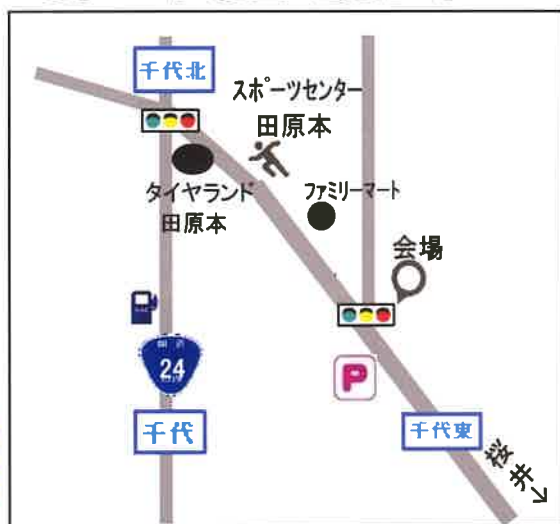 千代北
スポーツセンター
田原本
タイヤランド
田原本
ファミリーマート
会場
24
P
千代
千代東
桜井